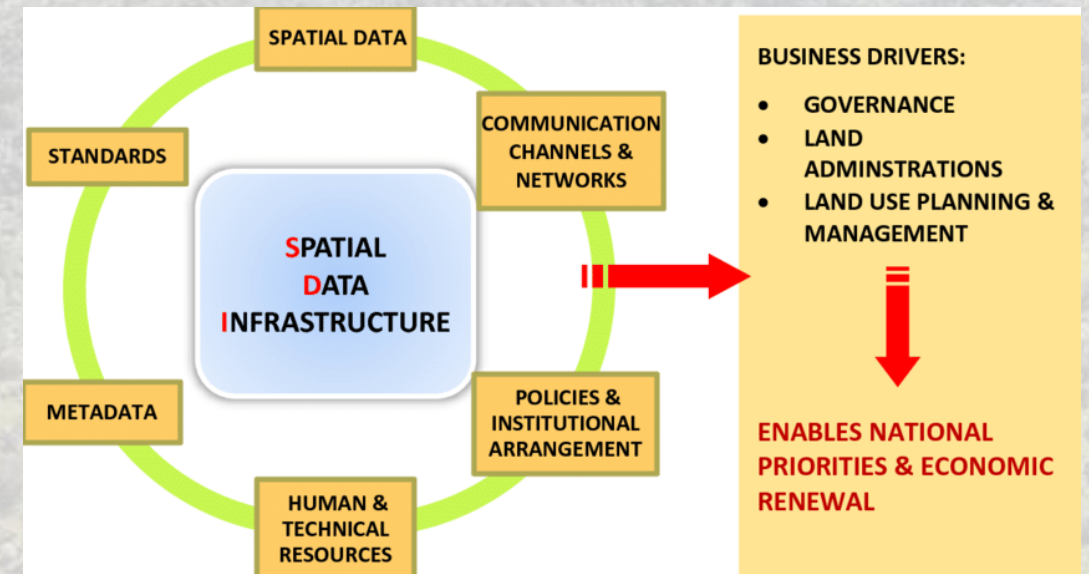 SPATIAL DATA
COMMUNICATION
CHANNELS &
NETWORKS
STANDARDS
SPATIAL
DATA
INFRASTRUCTURE
METADATA
POLICIES &
INSTITUTIONAL
ARRANGEMENT
HUMAN &
TECHNICAL
RESOURCES
BUSINESS DRIVERS:
• GOVERNANCE
• LAND
ADMINSTRATIONS
• LAND USE PLANNING &
MANAGEMENT
ENABLES NATIONAL
PRIORITIES & ECONOMIC
RENEWAL